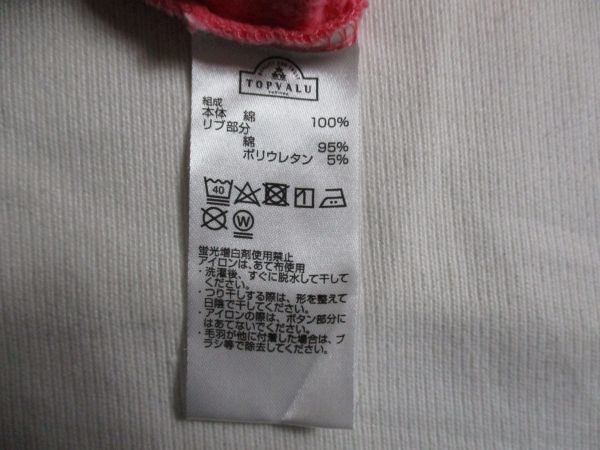 TOPVALU
組成
本体 綿 100%
リブ部分
綿 95%
ポリウレタン 5%
40
W
蛍光増白剤使用禁止
アイロンは、あて布使用
・洗濯後、すぐに脱水して干して
ください。
・つり干しする際は、形を整えて
日陰で干してください。
・アイロンの際は、ボタン部分に
はあてないでください。
・毛羽が他に付着した場合は、ブ
ラシ等で除去してください。